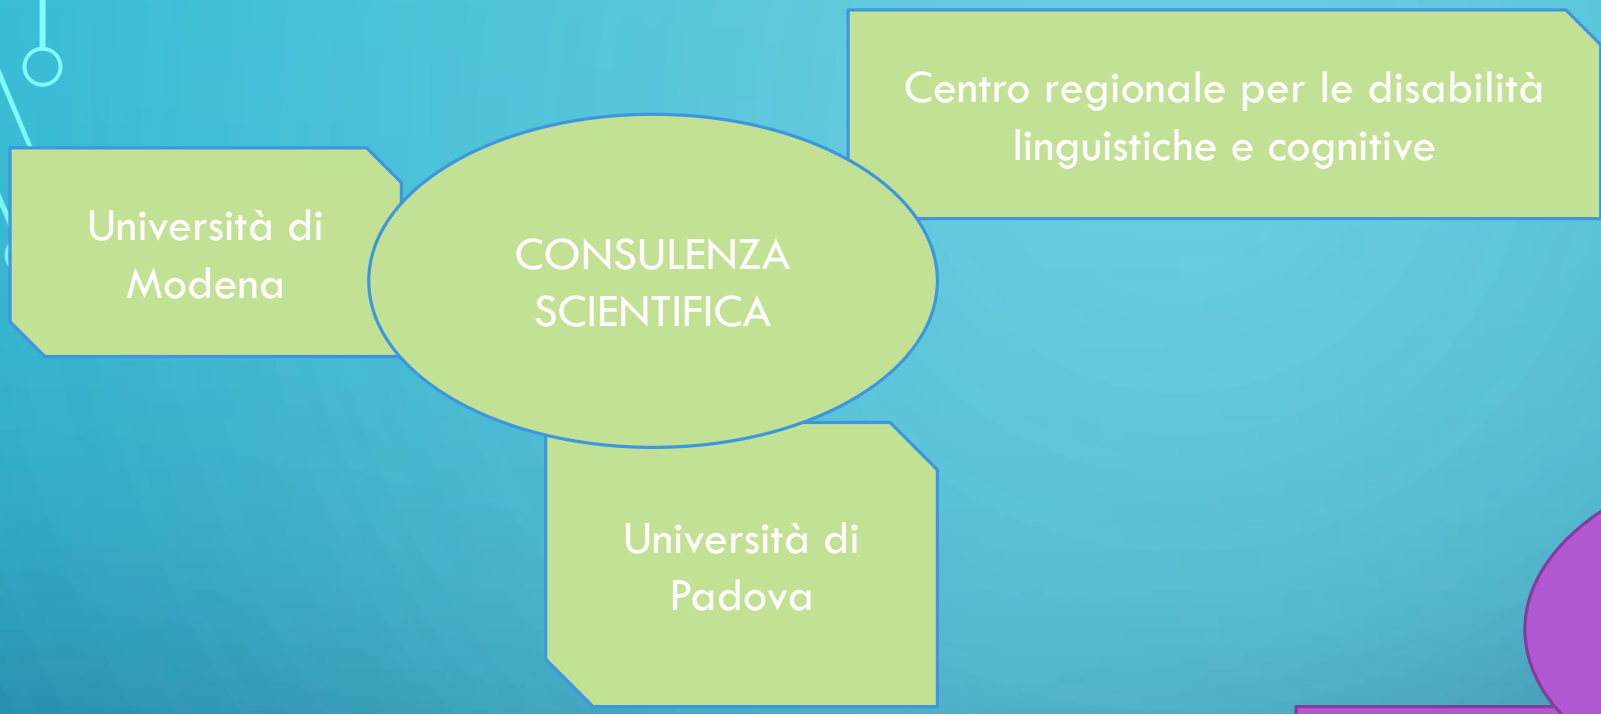 Centro regionale per le disabilità
linguistiche e cognitive
Università di
Modena
CONSULENZA
SCIENTIFICA
Università di
Padova